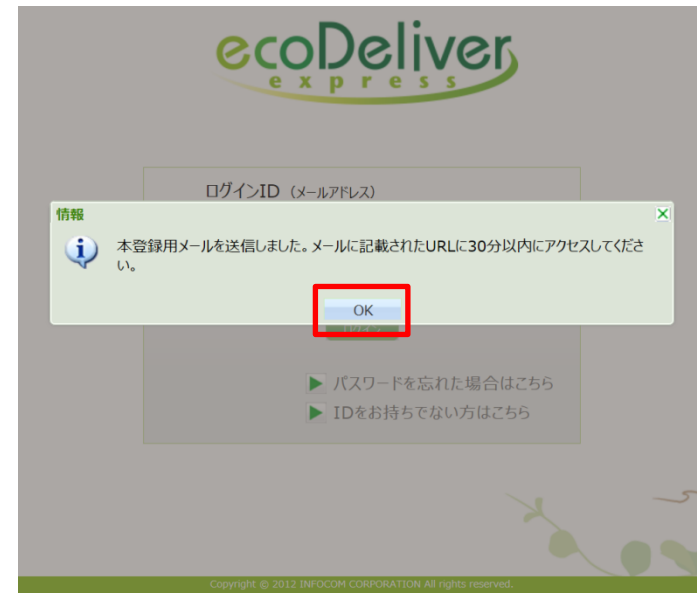 ecoDeliver
express
ログインID（メールアドレス）
情報
本登録用メールを送信しました。メールに記載されたURLに30分以内にアクセスしてくださ
い。
OK
ログイン
パスワードを忘れた場合はこちら
IDをお持ちでない方はこちら
Copyright © 2012 INFOCOM CORPORATION All rights reserved.